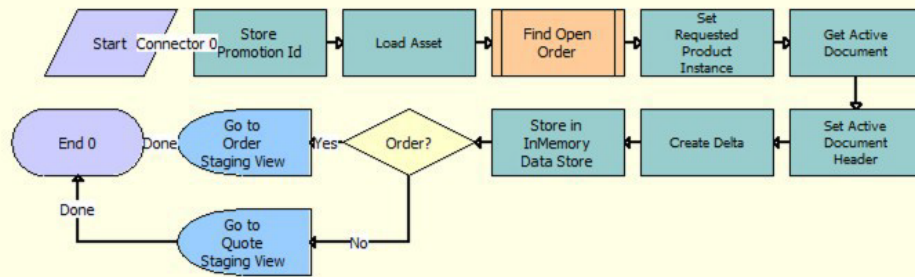 Start
Connector 0
Store
Promotion Id
Load Asset
Find Open
Order
Set
Requested
Product
Instance
Get Active
Document
Set Active
Document
Header
Create Delta
Store in
InMemory
Data Store
Order?
Yes
Go to
Order
Staging View
Done
End 0
No
Go to
Quote
Staging View
Done